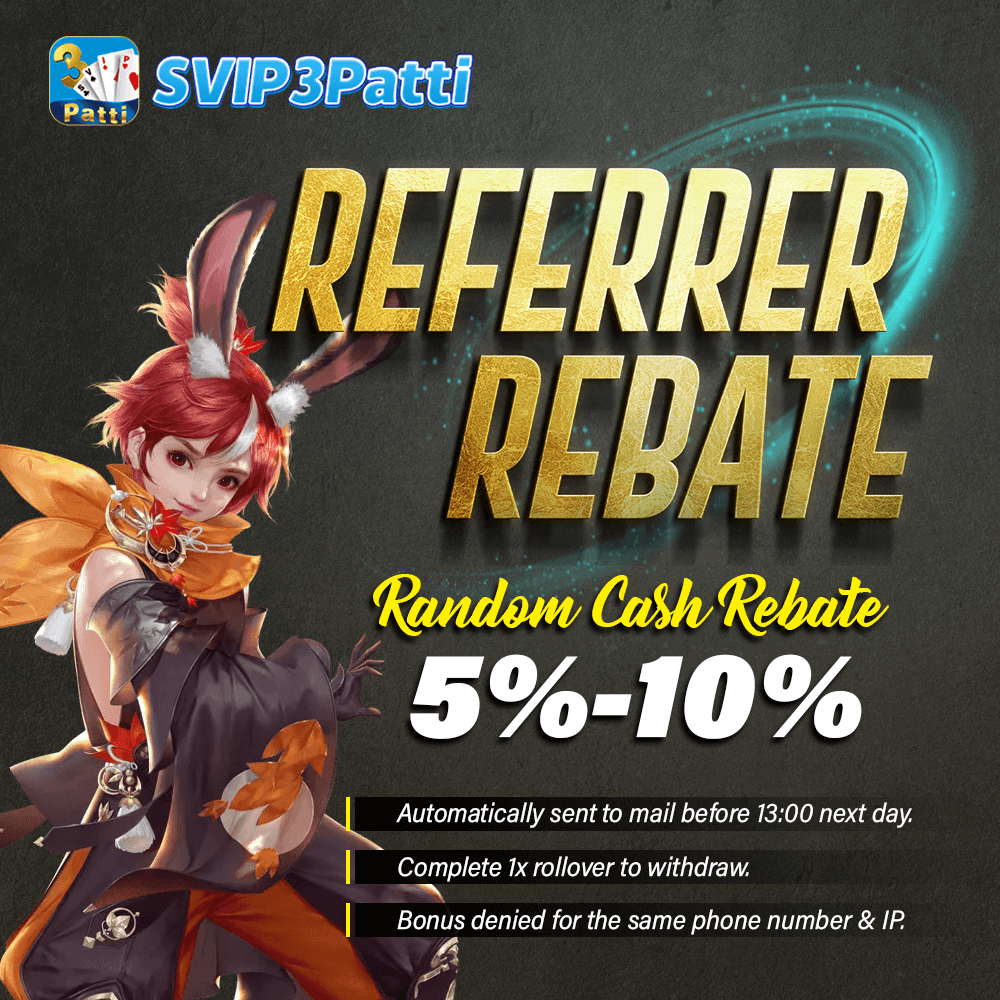 3
Patti
SVIP3Patti
REFERRER
REBATE
Random Cash Rebate
5%-10%
Automatically sent to mail before 13:00 next day.
Complete 1x rollover to withdraw.
Bonus denied for the same phone number & IP.